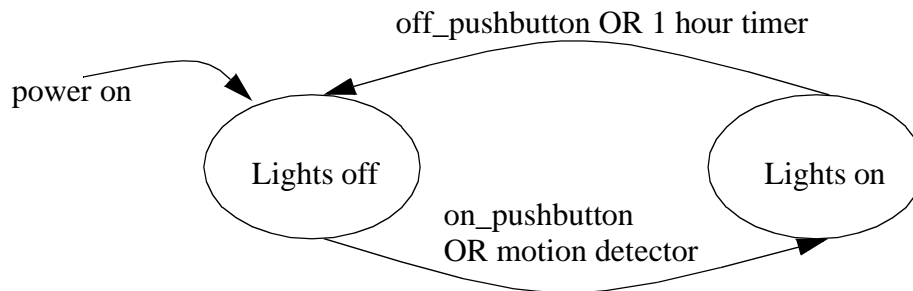 off_pushbutton OR 1 hour timer
power on
Lights off
Lights on
on_pushbutton
OR motion detector